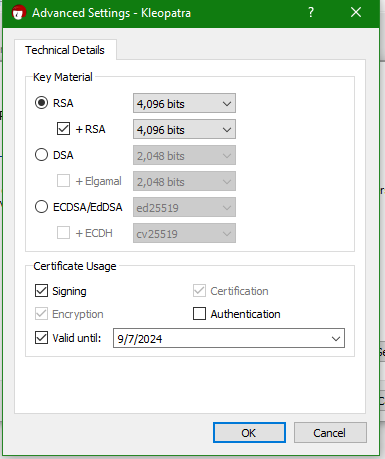 Advanced Settings - Kleopatra ?
Technical Details
Key Material
RSA 4,096 bits
+ RSA 4,096 bits
DSA 2,048 bits
+ Elgamal 2,048 bits
ECDSA/EdDSA ed25519
+ ECDH cv25519
Certificate Usage
Signing Certification
Encryption Authentication
Valid until: 9/7/2024
OK Cancel